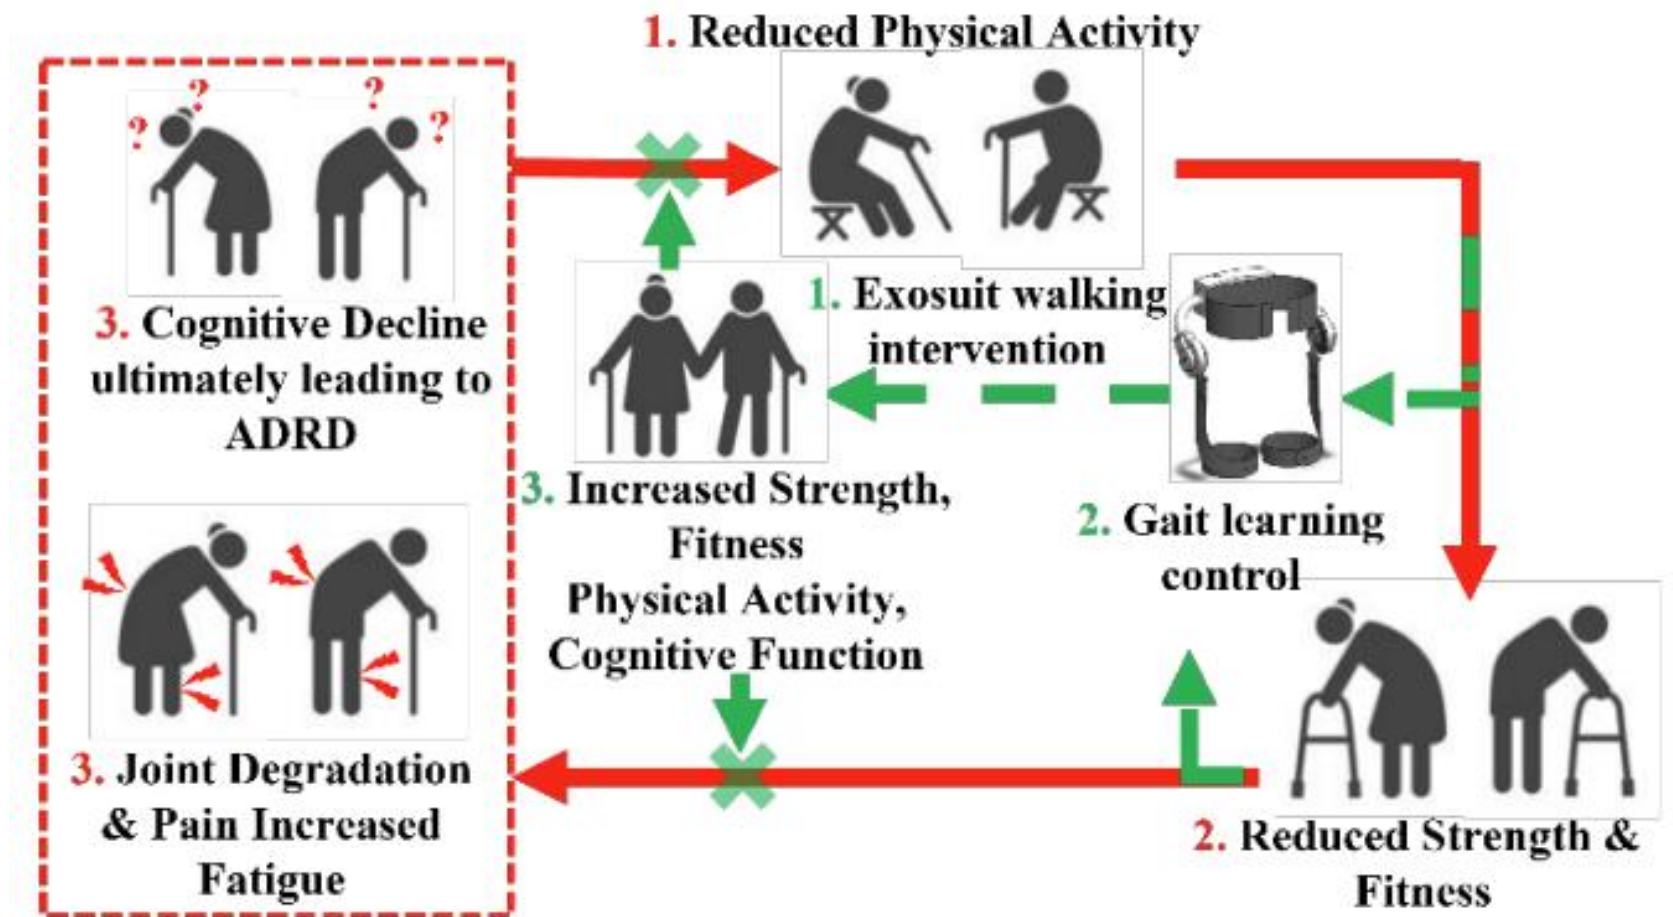 1. Reduced Physical Activity
? ? ? ?
3. Cognitive Decline
ultimately leading to
ADRD
1. Exosuit walking
intervention
3. Increased Strength,
Fitness
Physical Activity,
Cognitive Function
2. Gait learning
control
3. Joint Degradation
& Pain Increased
Fatigue
2. Reduced Strength &
Fitness